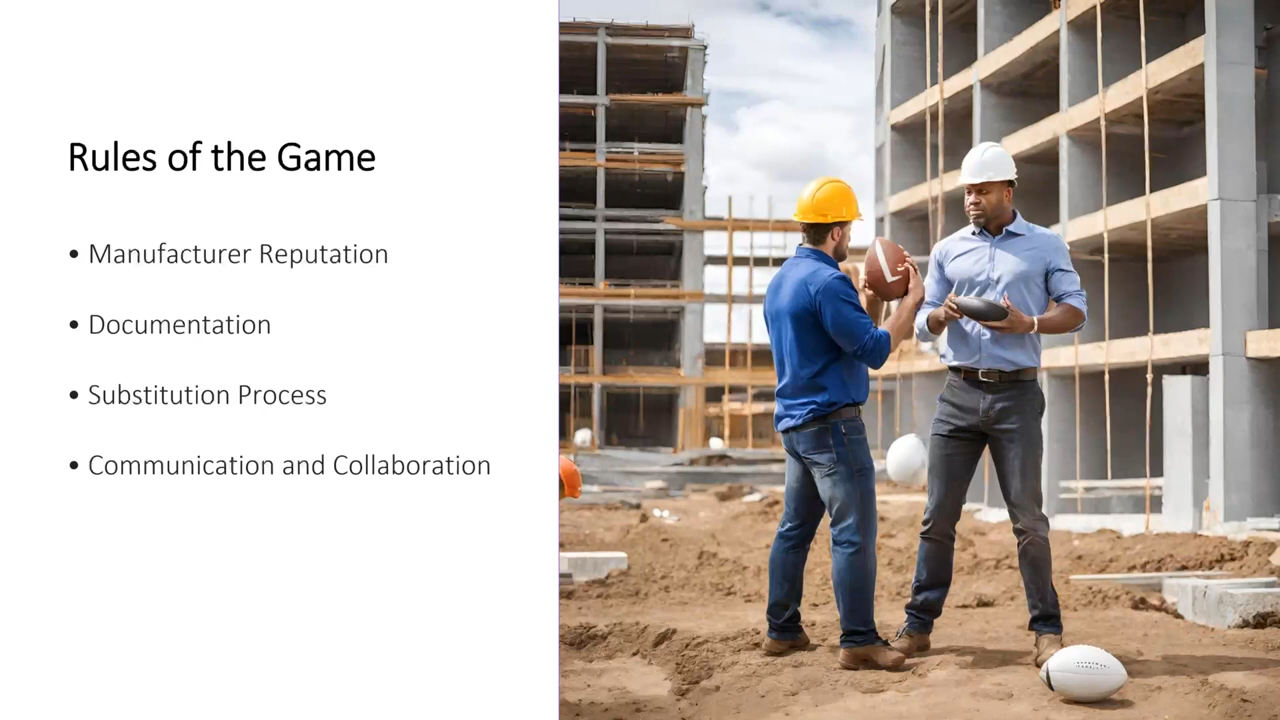 Rules of the Game
• Manufacturer Reputation
• Documentation
• Substitution Process
• Communication and Collaboration